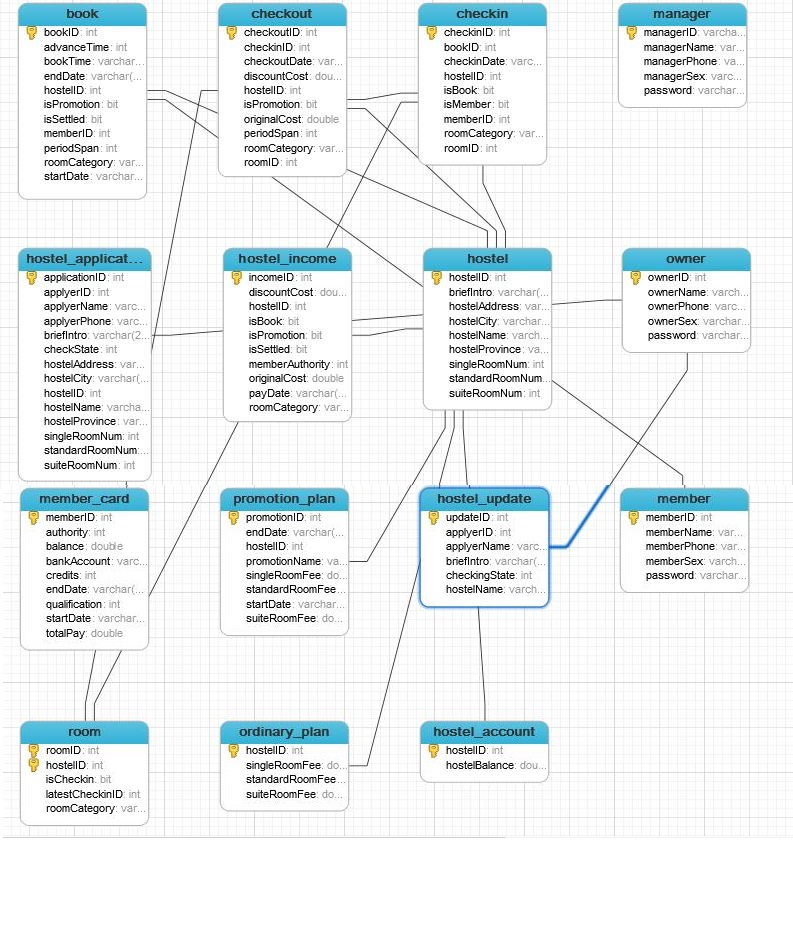 book
bookID: int
advanceTime: int
bookTime: varchar...
endDate: varchar(...
hostelID: int
isPromotion: bit
isSettled: bit
memberID: int
periodSpan: int
roomCategory: var...
startDate: varchar...
checkout
checkoutID: int
checkinID: int
checkoutDate: var...
discountCost: dou...
hostelID: int
isPromotion: bit
originalCost: double
periodSpan: int
roomCategory: var...
roomID: int
checkin
checkinID: int
bookID: int
checkinDate: varc...
hostelID: int
isBook: bit
isMember: bit
memberID: int
roomCategory: var...
roomID: int
manager
managerID: varcha...
managerName: var...
managerPhone: va...
managerSex: varc...
password: varchar...
hostel_applicat...
applicationID: int
applyerID: int
applyerName: varc...
applyerPhone: varc...
briefIntro: varchar(2...
checkState: int
hostelAddress: var...
hostelCity: varchar(...
hostelID: int
hostelName: varcha...
hostelProvince: var...
singleRoomNum: int
standardRoomNum:...
suiteRoomNum: int
hostel_income
incomeID: int
discountCost: dou...
hostelID: int
isBook: bit
isPromotion: bit
isSettled: bit
memberAuthority: int
originalCost: double
payDate: varchar(...
roomCategory: var...
hostel
hostelID: int
briefIntro: varchar(...
hostelAddress: var...
hostelCity: varchar...
hostelName: varch...
hostelProvince: va...
singleRoomNum: int
standardRoomNum...
suiteRoomNum: int
owner
ownerID: int
ownerName: varch...
ownerPhone: varc...
ownerSex: varchar...
password: varchar...
member_card
memberID: int
authority: int
balance: double
bankAccount: varc...
credits: int
endDate: varchar(...
qualification: int
startDate: varchar...
totalPay: double
promotion_plan
promotionID: int
endDate: varchar(...
hostelID: int
promotionName: va...
singleRoomFee: do...
standardRoomFee...
startDate: varchar...
suiteRoomFee: do...
hostel_update
updateID: int
applyerID: int
applyerName: varc...
briefIntro: varchar(...
checkingState: int
hostelName: varch...
member
memberID: int
memberName: var...
memberPhone: var...
memberSex: varch...
password: varchar...
room
roomID: int
hostelID: int
isCheckin: bit
latestCheckinID: int
roomCategory: var...
ordinary_plan
hostelID: int
singleRoomFee: do...
standardRoomFee...
suiteRoomFee: do...
hostel_account
hostelID: int
hostelBalance: dou...